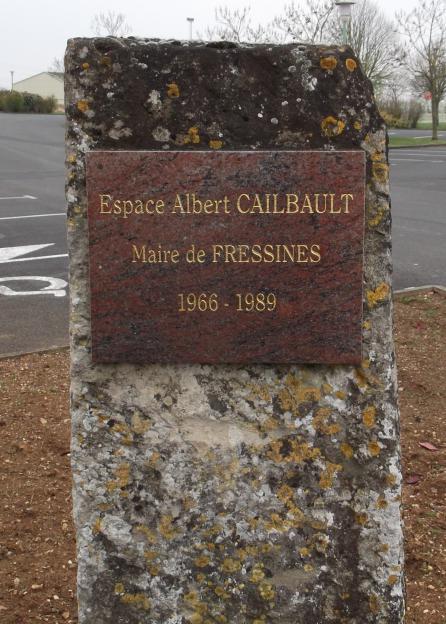 Espace Albert CAILBAULT
Maire de FRESSINES
1966 - 1989